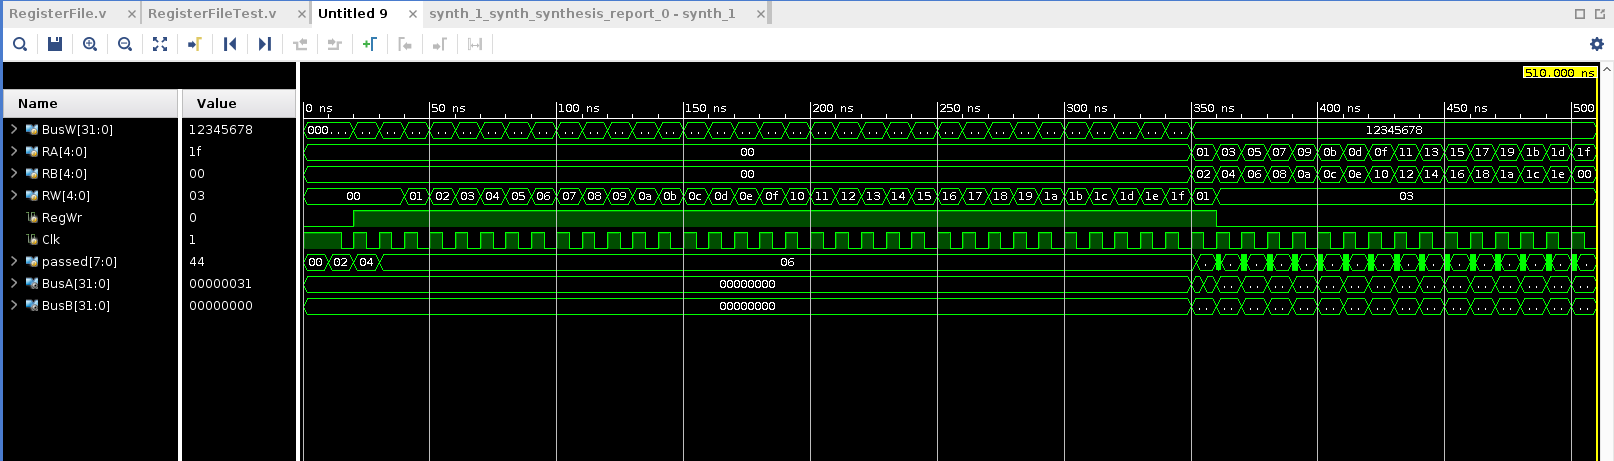 RegisterFile.v × RegisterFileTest.v × Untitled 9 × synth_1_synth_synthesis_report_0 - synth_1 ×
510.000 ns
Name Value
0 ns 50 ns 100 ns 150 ns 200 ns 250 ns 300 ns 350 ns 400 ns 450 ns 500
BusW[31:0] 12345678 000... .. .. .. .. .. .. .. .. .. .. .. .. .. .. .. .. .. .. .. .. .. .. .. .. .. .. .. .. .. .. .. .. .. 12345678
RA[4:0] 1f 00 01 03 05 07 09 0b 0d 0f 11 13 15 17 19 1b 1d 1f
RB[4:0] 00 00 02 04 06 08 0a 0c 0e 10 12 14 16 18 1a 1c 1e 00
RW[4:0] 03 00 01 02 03 04 05 06 07 08 09 0a 0b 0c 0d 0e 0f 10 11 12 13 14 15 16 17 18 19 1a 1b 1c 1d 1e 1f 01 03
RegWr 0
Clk 1
passed[7:0] 44 00 02 04 06 .. .. .. .. .. .. .. .. .. .. .. .. .. .. .. ..
BusA[31:0] 00000031 00000000 .. .. .. .. .. .. .. .. .. .. .. .. .. .. ..
BusB[31:0] 00000000 00000000 .. .. .. .. .. .. .. .. .. .. .. .. .. .. .. ..